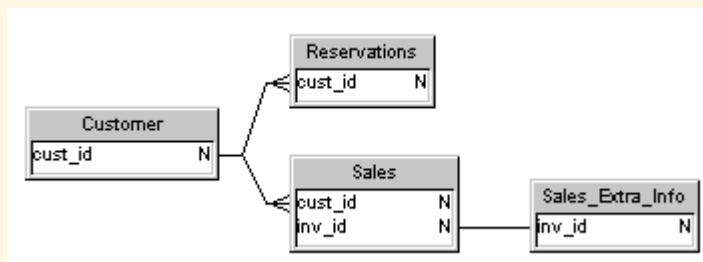 Reservations
cust_id N
Customer
cust_id N
Sales
cust_id N
inv_id N
Sales_Extra_Info
inv_id N